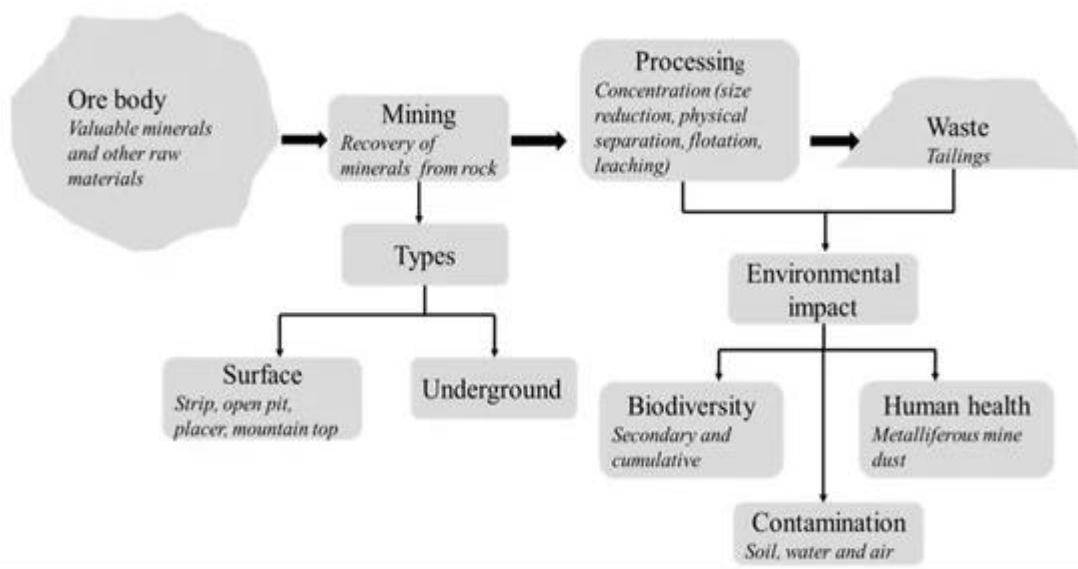 Ore body
Valuable minerals
and other raw
materials
Mining
Recovery of
minerals from rock
Processing
Concentration (size
reduction, physical
separation, flotation,
leaching)
Waste
Tailings
Types
Surface
Strip, open pit,
placer, mountain top
Underground
Environmental
impact
Biodiversity
Secondary and
cumulative
Human health
Metalliferous mine
dust
Contamination
Soil, water and air